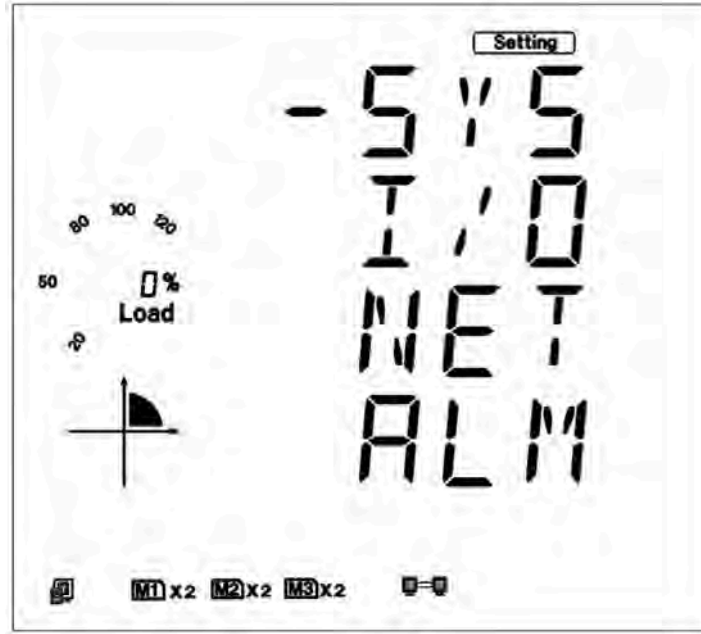 Setting
- SYS
I/O
80 100 120
50 0% NET
Load
20
ALM
M1 X2 M2 X2 M3 X2